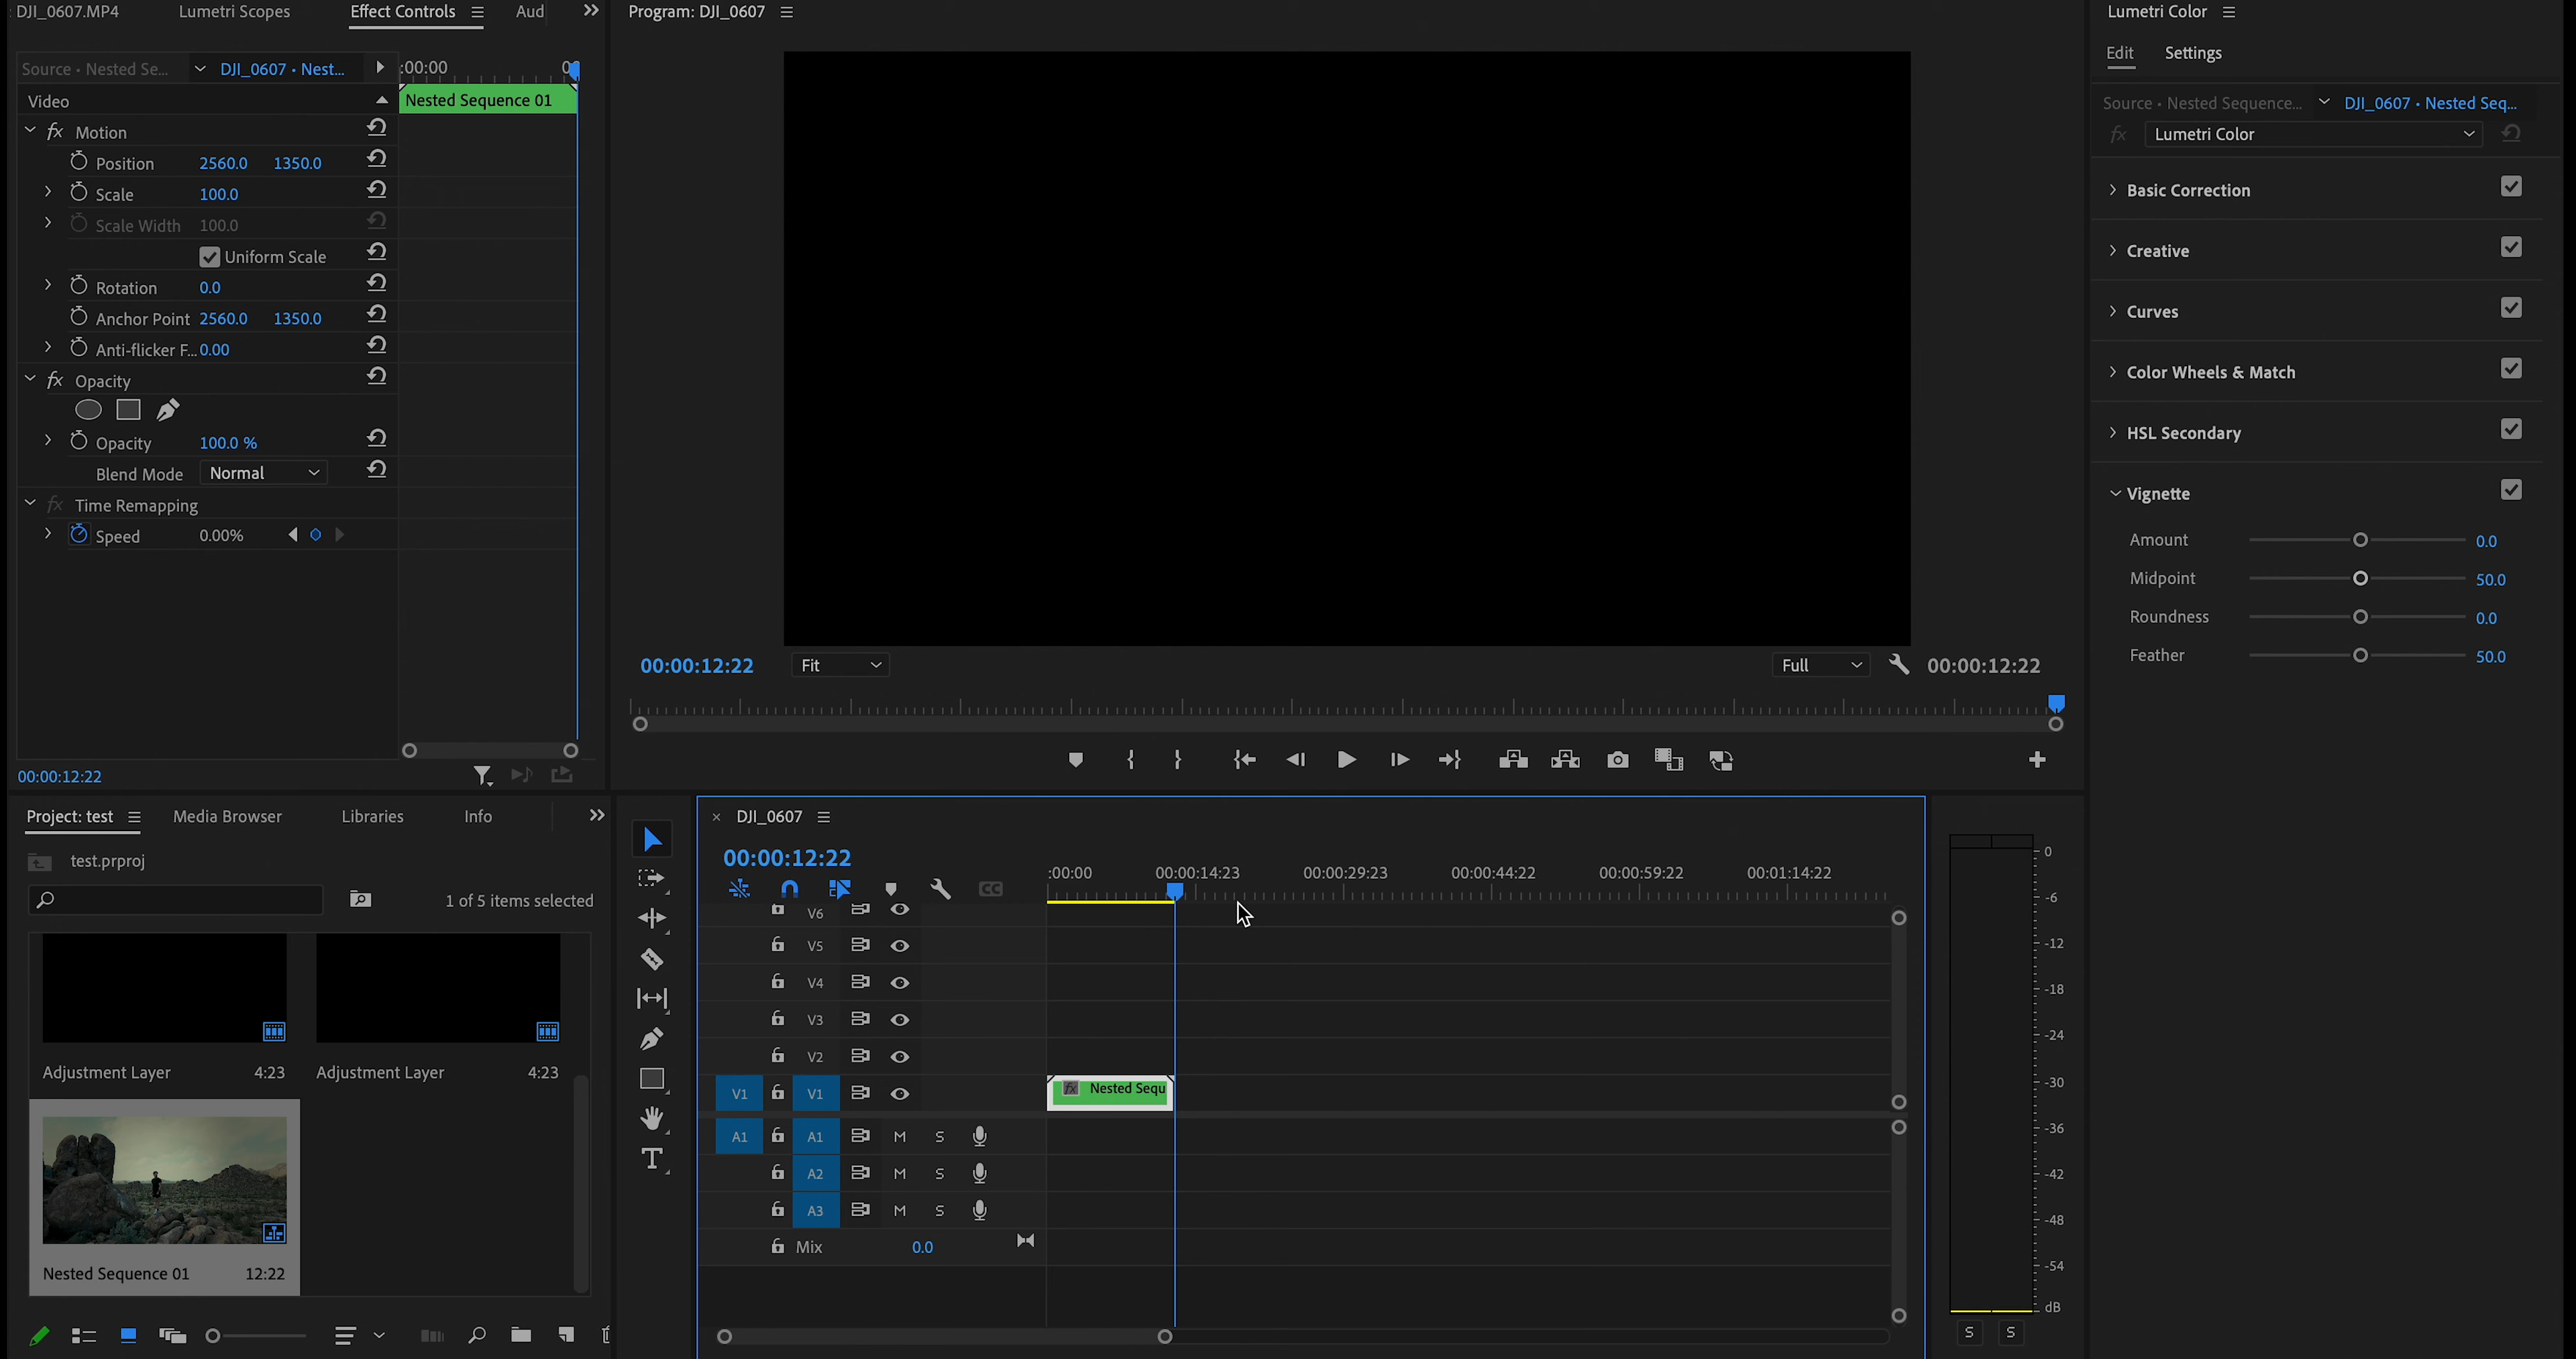 DJI_0607.MP4
Lumetri Scopes
Effect Controls
Aud
Source • Nested Se...
DJI_0607 • Nest...
:00:00
Video
Nested Sequence 01
fx Motion
Position 2560.0 1350.0
Scale 100.0
Scale Width 100.0
Uniform Scale
Rotation 0.0
Anchor Point 2560.0 1350.0
Anti-flicker F... 0.00
fx Opacity
Opacity 100.0 %
Blend Mode Normal
fx Time Remapping
Speed 0.00%
00:00:12:22
Program: DJI_0607
00:00:12:22
Fit
Full
00:00:12:22
Lumetri Color
Edit
Settings
Source • Nested Sequence...
DJI_0607 • Nested Seq...
fx Lumetri Color
Basic Correction
Creative
Curves
Color Wheels & Match
HSL Secondary
Vignette
Amount 0.0
Midpoint 50.0
Roundness 0.0
Feather 50.0
Project: test
Media Browser
Libraries
Info
test.prproj
1 of 5 items selected
Adjustment Layer 4:23
Adjustment Layer 4:23
Nested Sequence 01 12:22
DJI_0607
00:00:12:22
:00:00 00:00:14:23 00:00:29:23 00:00:44:22 00:00:59:22 00:01:14:22
CC
V6
V5
V4
V3
V2
V1 V1
fx Nested Sequ
A1 A1 M S
A2 M S
A3 M S
Mix 0.0
0
-6
-12
-18
-24
-30
-36
-42
-48
-54
dB
S S